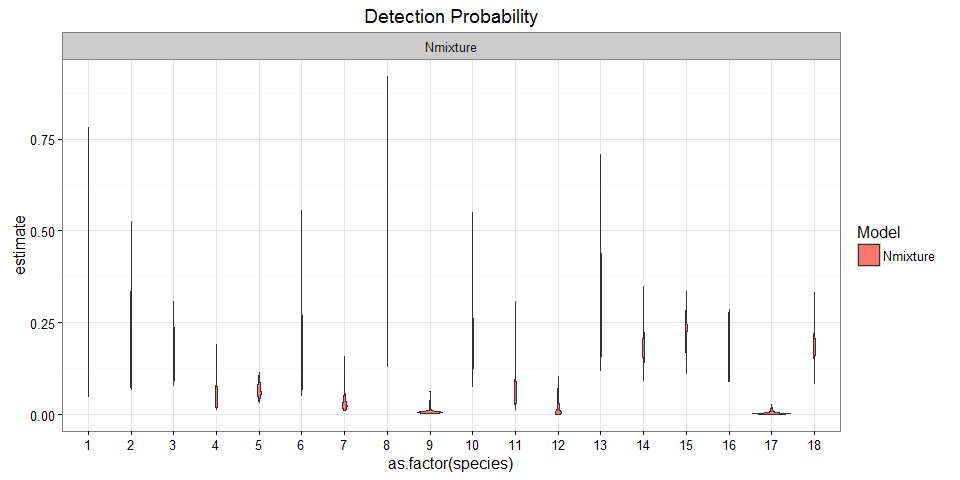 Detection Probability
Nmixture
0.75
0.50
0.25
0.00
estimate
1 2 3 4 5 6 7 8 9 10 11 12 13 14 15 16 17 18
as.factor(species)
Model
Nmixture